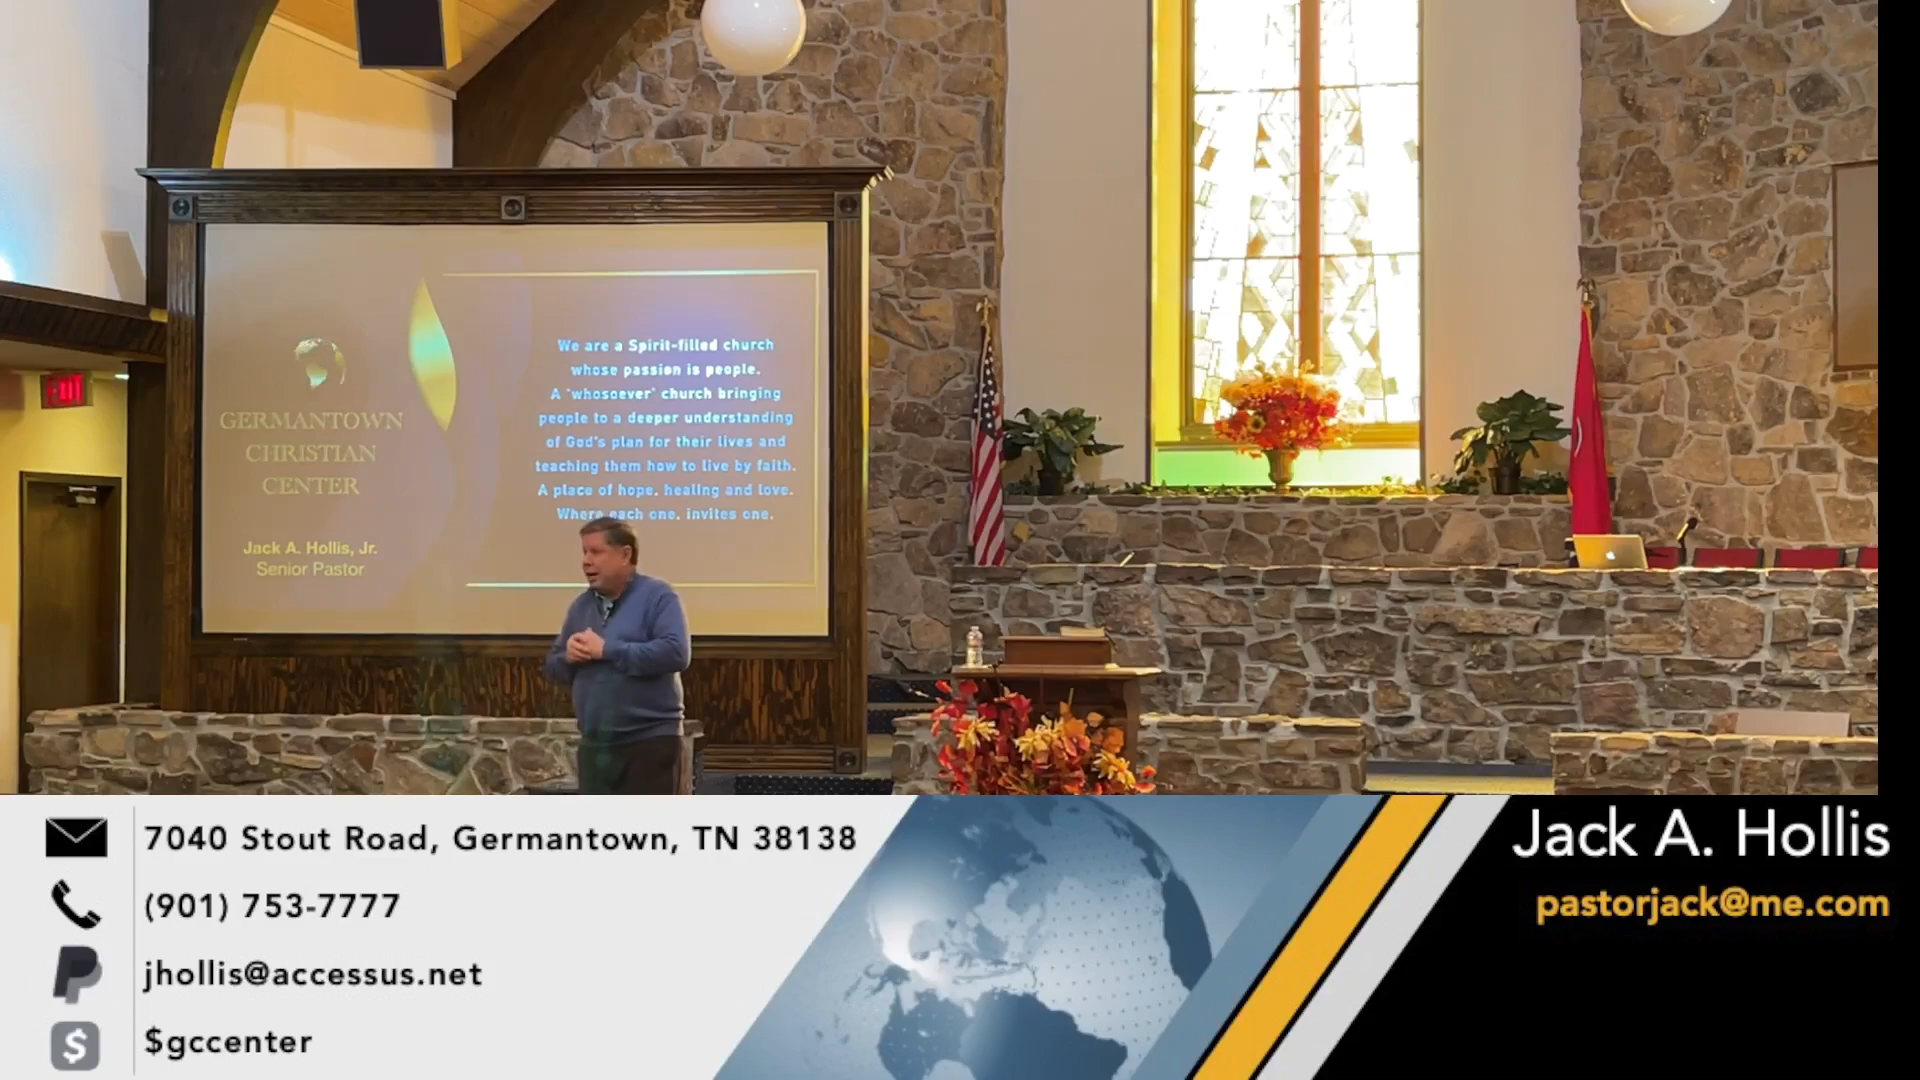 EXIT
GERMANTOWN
CHRISTIAN
CENTER
Jack A. Hollis, Jr.
Senior Pastor
We are a Spirit-filled church
whose passion is people.
A "whosoever" church bringing
people to a deeper understanding
of God's plan for their lives and
teaching them how to live by faith.
A place of hope, healing and love.
Where each one, invites one.
7040 Stout Road, Germantown, TN 38138
(901) 753-7777
jhollis@accessus.net
$gccenter
Jack A. Hollis
pastorjack@me.com